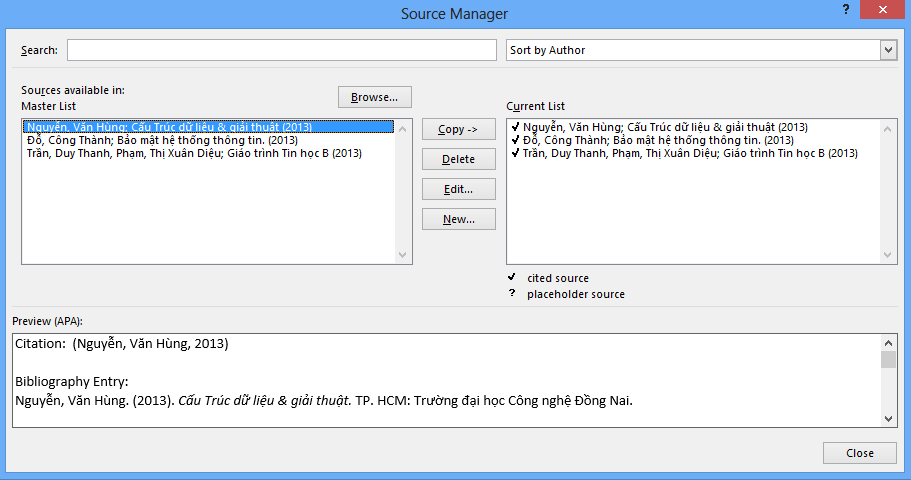 Source Manager
?
Search:
Sort by Author
Sources available in:
Master List
Browse...
Current List
Nguyễn, Văn Hùng; Cấu Trúc dữ liệu & giải thuật (2013)
Đỗ, Công Thành; Bảo mật hệ thống thông tin. (2013)
Trần, Duy Thanh, Phạm, Thị Xuân Diệu; Giáo trình Tin học B (2013)
Copy ->
Delete
Edit...
New...
✓ Nguyễn, Văn Hùng; Cấu Trúc dữ liệu & giải thuật (2013)
✓ Đỗ, Công Thành; Bảo mật hệ thống thông tin. (2013)
✓ Trần, Duy Thanh, Phạm, Thị Xuân Diệu; Giáo trình Tin học B (2013)
✓ cited source
? placeholder source
Preview (APA):
Citation: (Nguyễn, Văn Hùng, 2013)
Bibliography Entry:
Nguyễn, Văn Hùng. (2013). Cấu Trúc dữ liệu & giải thuật. TP. HCM: Trường đại học Công nghệ Đồng Nai.
Close